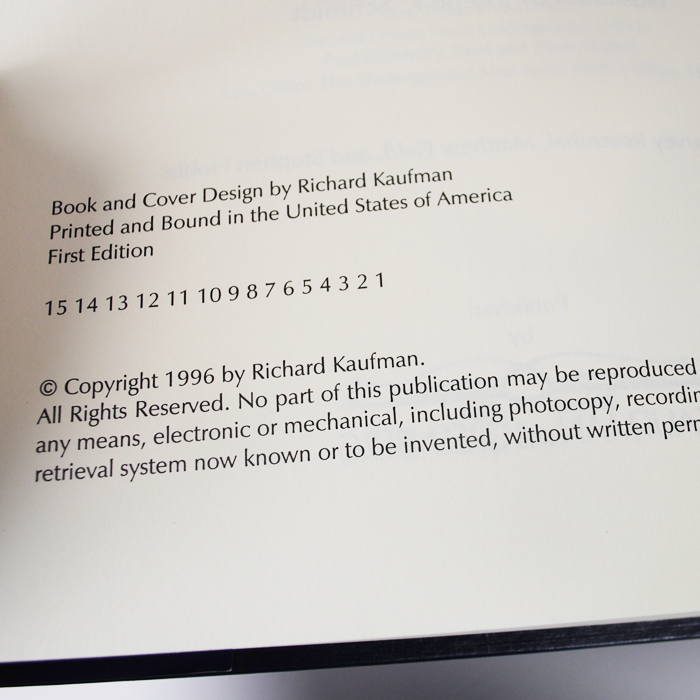 Book and Cover Design by Richard Kaufman
Printed and Bound in the United States of America
First Edition
15 14 13 12 11 10 9 8 7 6 5 4 3 2 1
© Copyright 1996 by Richard Kaufman.
All Rights Reserved. No part of this publication may be reproduced
any means, electronic or mechanical, including photocopy, recordin
retrieval system now known or to be invented, without written perr